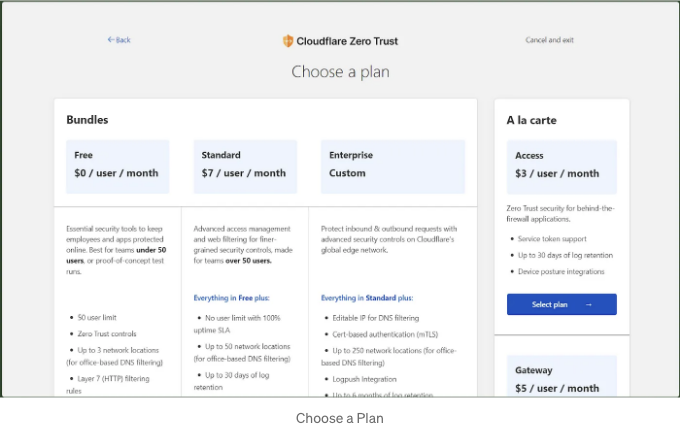 ←Back
Cloudflare Zero Trust
Cancel and exit
Choose a plan
Bundles
Free
$0 / user / month
Standard
$7 / user / month
Enterprise
Custom
Essential security tools to keep
employees and apps protected
online. Best for teams under 50
users, or proof-of-concept test
runs.
• 50 user limit
• Zero Trust controls
• Up to 3 network locations
(for office-based DNS filtering)
• Layer 7 (HTTP) filtering
rules
Advanced access management
and web filtering for finer-
grained security controls, made
for teams over 50 users.
Everything in Free plus:
• No user limit with 100%
uptime SLA
• Up to 50 network locations
(for office-based DNS filtering)
• Up to 30 days of log
retention
Protect inbound & outbound requests with
advanced security controls on Cloudflare's
global edge network.
Everything in Standard plus:
• Editable IP for DNS filtering
• Cert-based authentication (mTLS)
• Up to 250 network locations (for office-
based DNS filtering)
• Logpush integration
• Up to 6 months of log retention
A la carte
Access
$3 / user / month
Zero Trust security for behind-the-
firewall applications.
• Service token support
• Up to 30 days of log retention
• Device posture integrations
Select plan →
Gateway
$5 / user / month
Choose a Plan